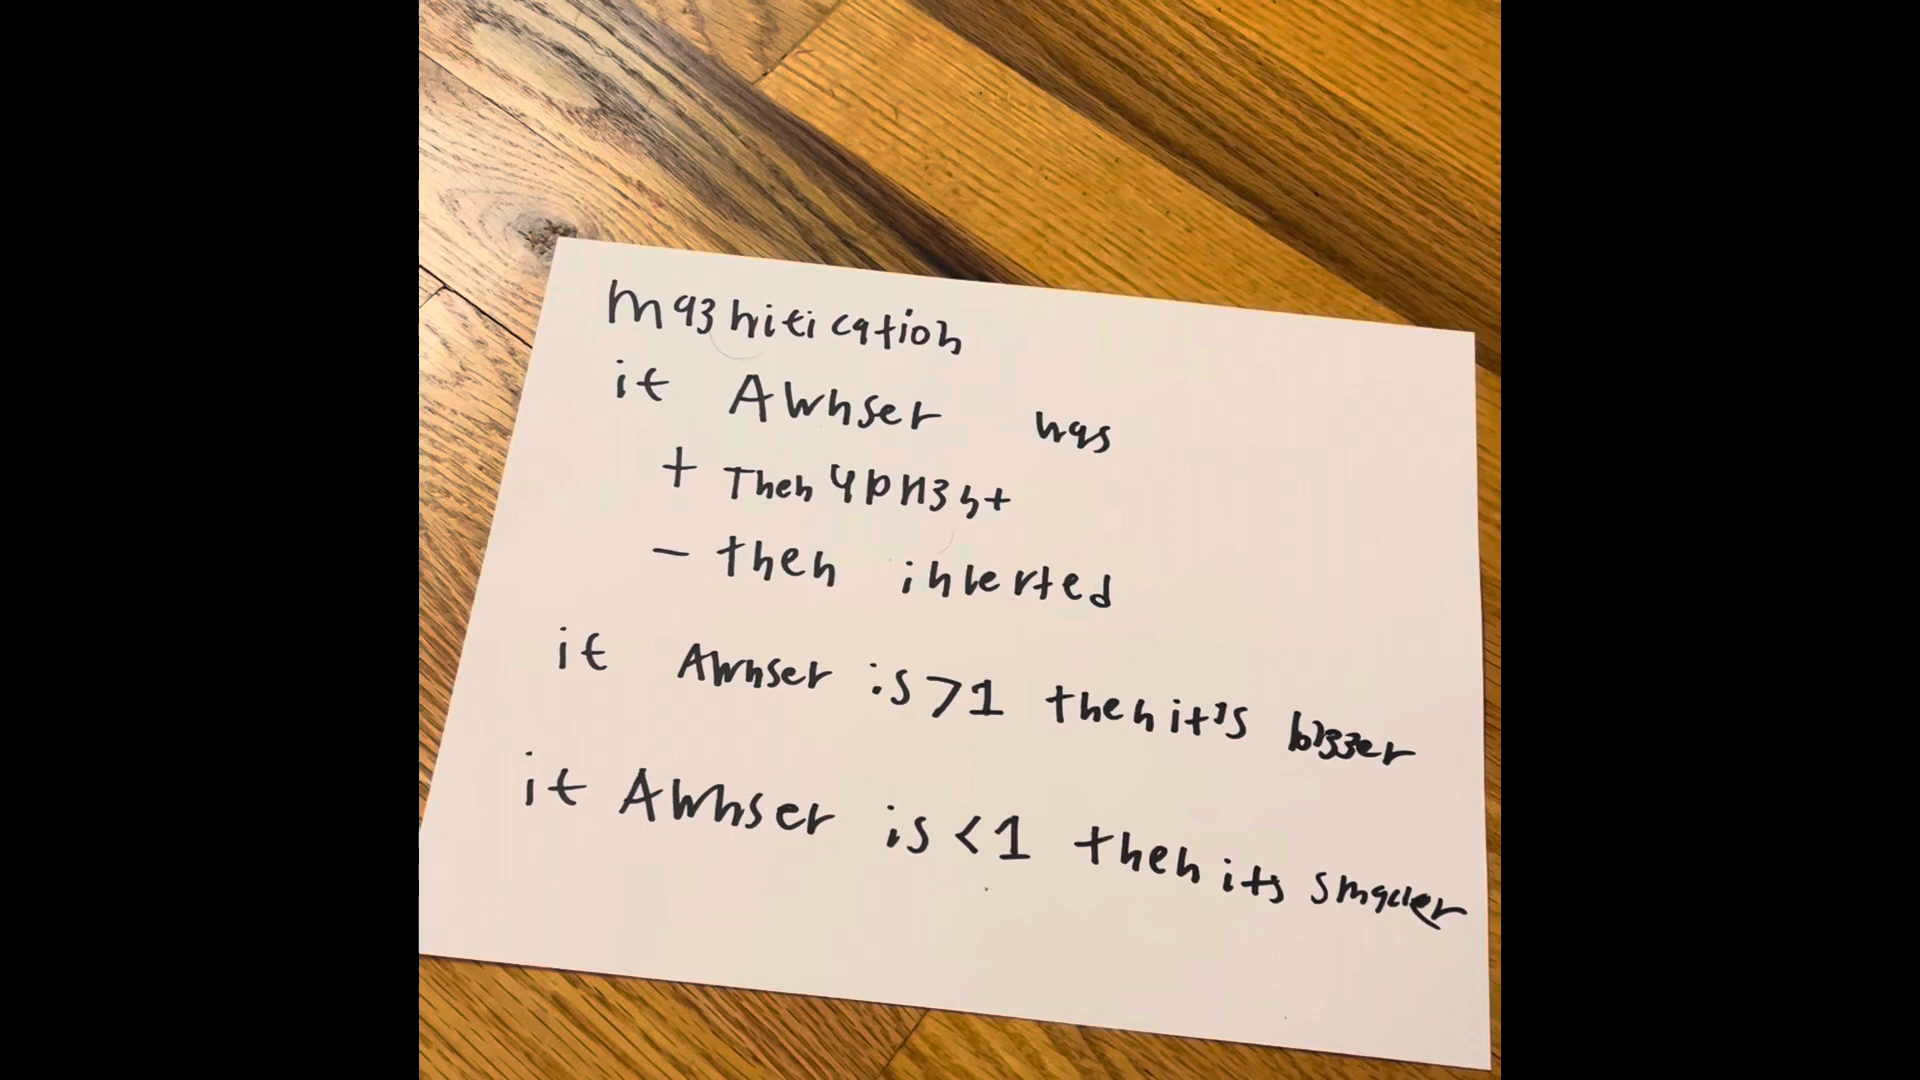 Magnification
if Awnser was
+ Then upright
- then inverted
if Awnser is >1 then it's bigger
if Awnser is <1 then its smaller